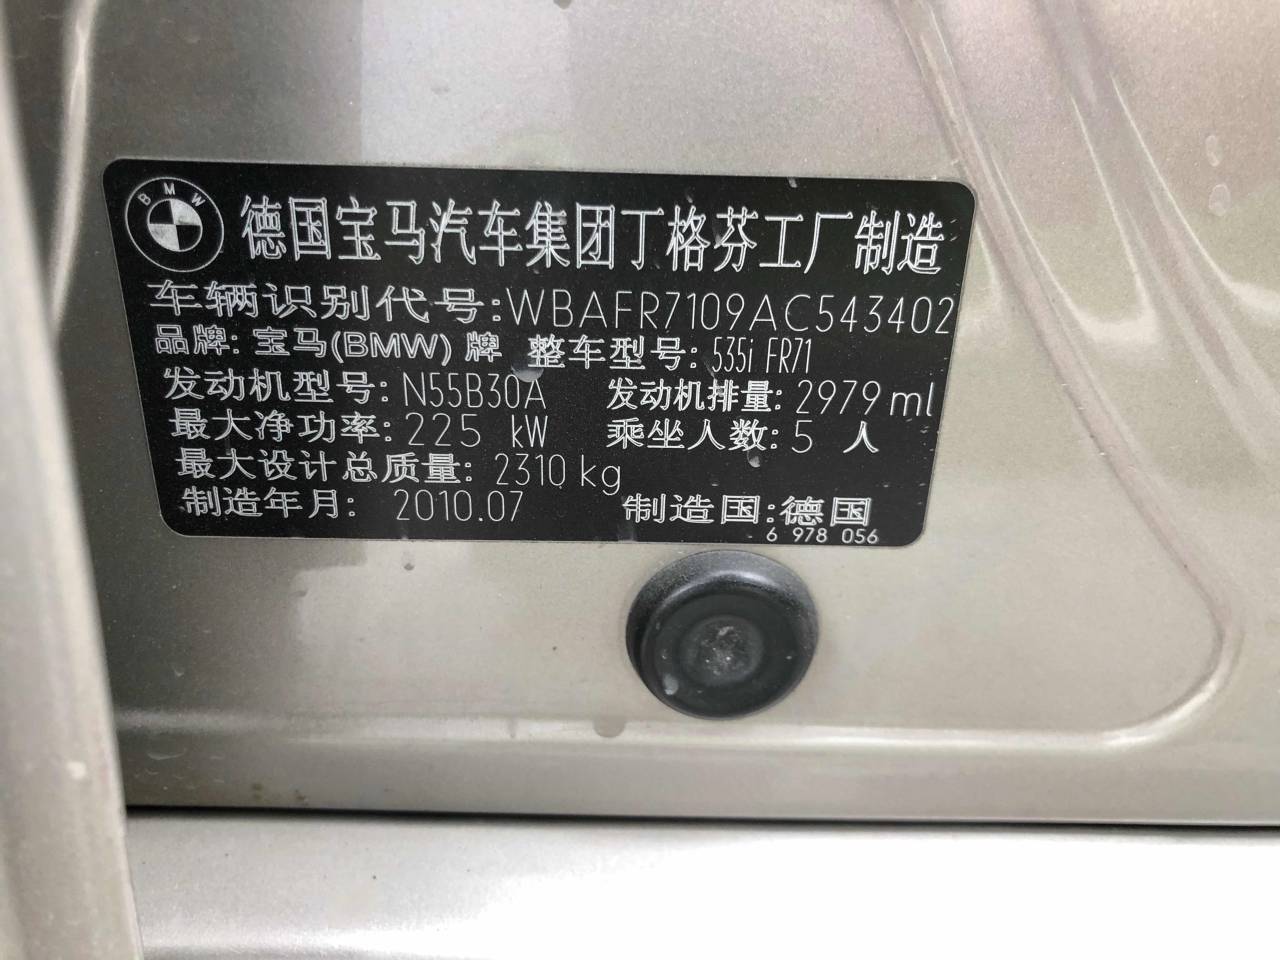 BMW
德国宝马汽车集团丁格芬工厂制造
车辆识别代号:WBAFR7109AC543402
品牌: 宝马(BMW) 牌 整车型号: 535i FR71
发动机型号: N55B30A 发动机排量: 2979 ml
最大净功率: 225 kW 乘坐人数: 5 人
最大设计总质量: 2310 kg
制造年月: 2010.07 制造国:德国
6 978 056